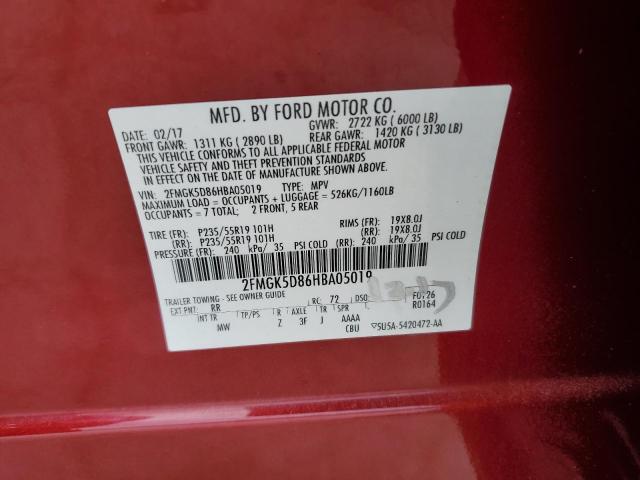 MFD. BY FORD MOTOR CO.
DATE: 02/17 GVWR: 2722 KG ( 6000 LB)
FRONT GAWR: 1311 KG ( 2890 LB) REAR GAWR: 1420 KG ( 3130 LB)
THIS VEHICLE CONFORMS TO ALL APPLICABLE FEDERAL MOTOR
VEHICLE SAFETY AND THEFT PREVENTION STANDARDS
IN EFFECT ON THE DATE OF MANUFACTURE SHOWN ABOVE.
VIN: 2FMGK5D86HBA05019 TYPE: MPV
MAXIMUM LOAD = OCCUPANTS + LUGGAGE = 526KG/1160LB
OCCUPANTS = 7 TOTAL: 2 FRONT, 5 REAR
TIRE (FR): P235/55R19 101H RIMS (FR): 19X8.0J
(RR): P235/55R19 101H (RR): 19X8.0J
PRESSURE (FR): 240 kPa/ 35 PSI COLD (RR): 240 kPa/ 35 PSI COLD
2FMGK5D86HBA05019
TRAILER TOWING - SEE OWNER GUIDE
EXT PNT: RR RC: 72 DSO: R0164
INT TR TP/PS R AXLE TR SPR AAAA
MW Z 3F J CBU 5U5A-5420472-AA